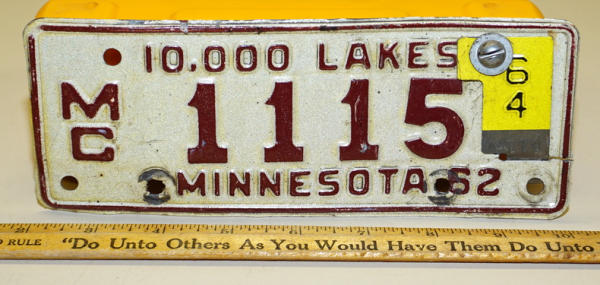 10,000 LAKES
64
MC
1115
MINNESOTA 62
D RULE "Do Unto Others As You Would Have Them Do Unto